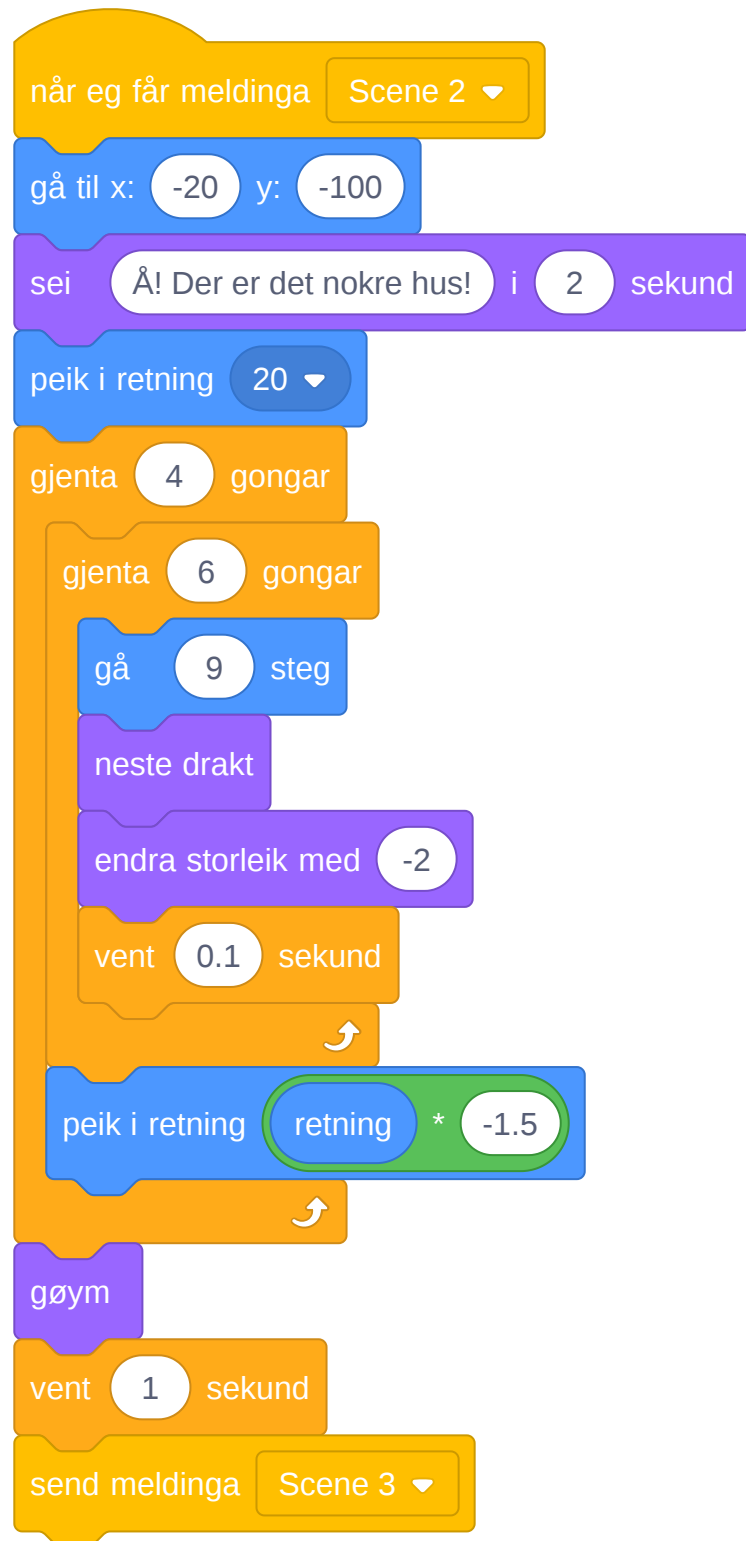 når eg får meldinga Scene 2
gå til x: -20 y: -100
sei Å! Der er det nokre hus! i 2 sekund
peik i retning 20
gjenta 4 gongar
gjenta 6 gongar
gå 9 steg
neste drakt
endra storleik med -2
vent 0.1 sekund
peik i retning retning * -1.5
gøym
vent 1 sekund
send meldinga Scene 3